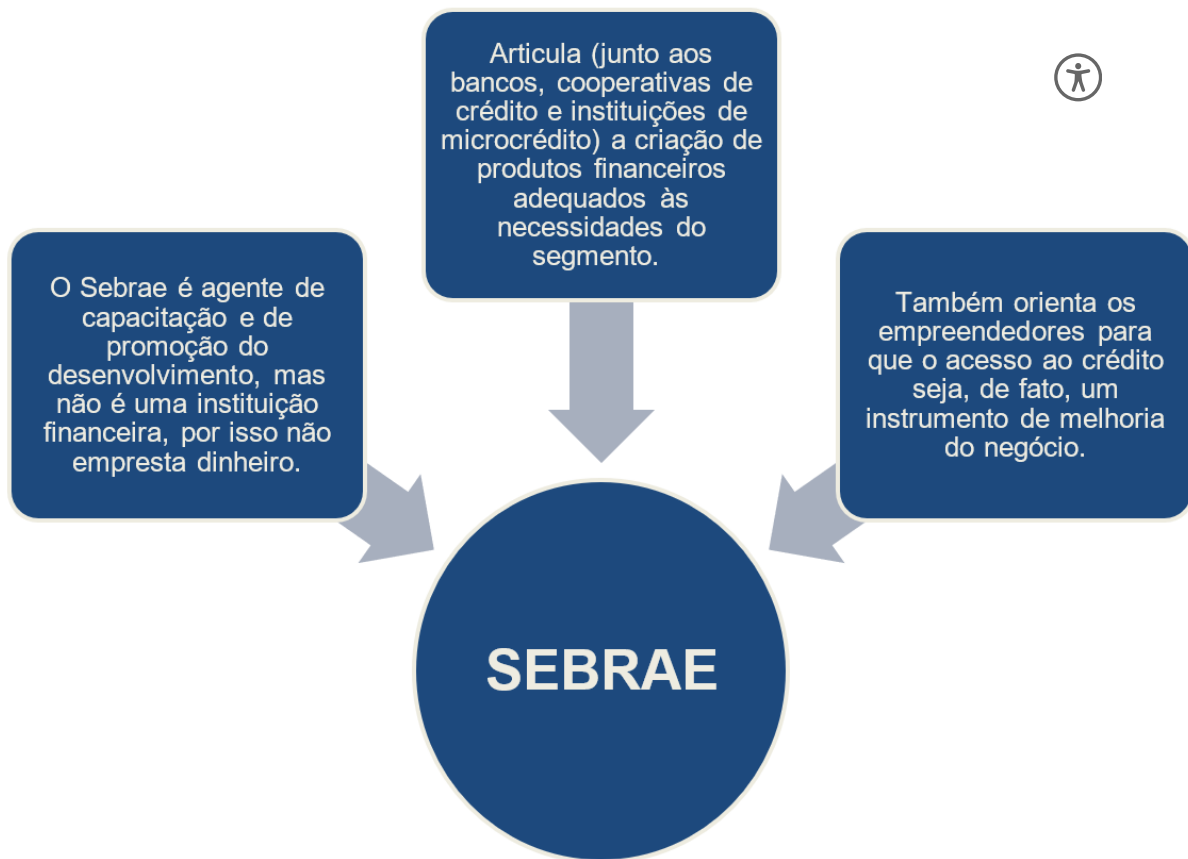 Articula (junto aos
bancos, cooperativas de
crédito e instituições de
microcrédito) a criação de
produtos financeiros
adequados às
necessidades do
segmento.
O Sebrae é agente de
capacitação e de
promoção do
desenvolvimento, mas
não é uma instituição
financeira, por isso não
empresta dinheiro.
Também orienta os
empreendedores para
que o acesso ao crédito
seja, de fato, um
instrumento de melhoria
do negócio.
SEBRAE